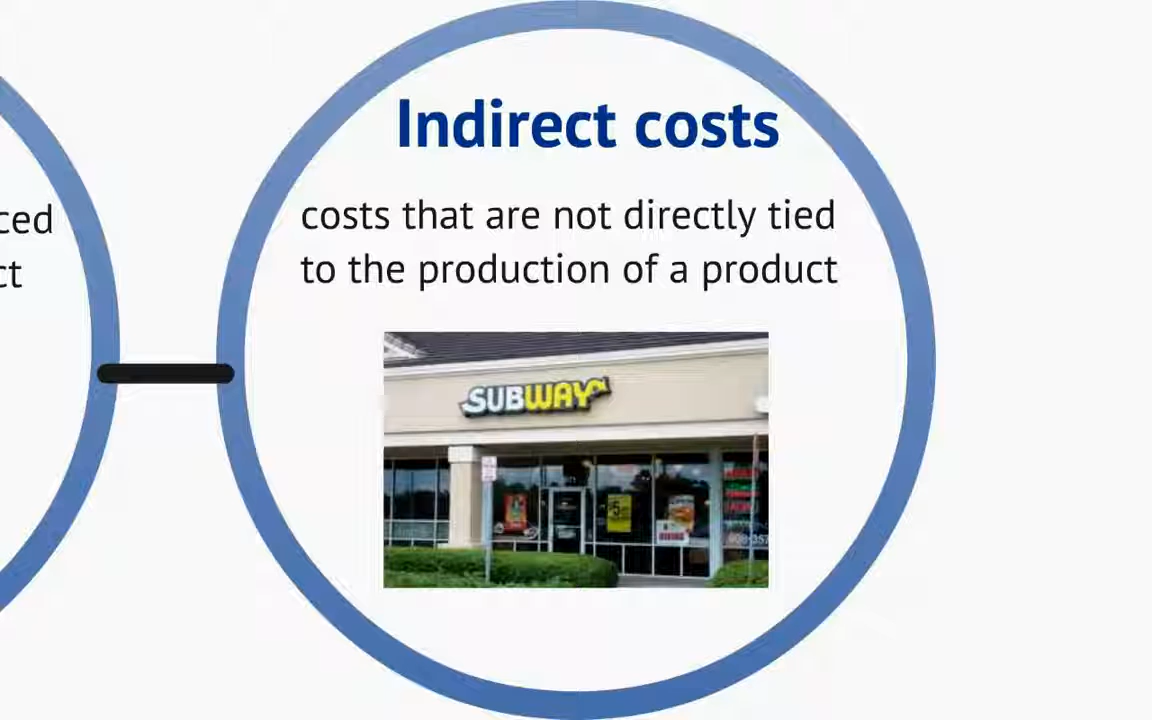 ced
ct
Indirect costs
costs that are not directly tied
to the production of a product
SUBWAY